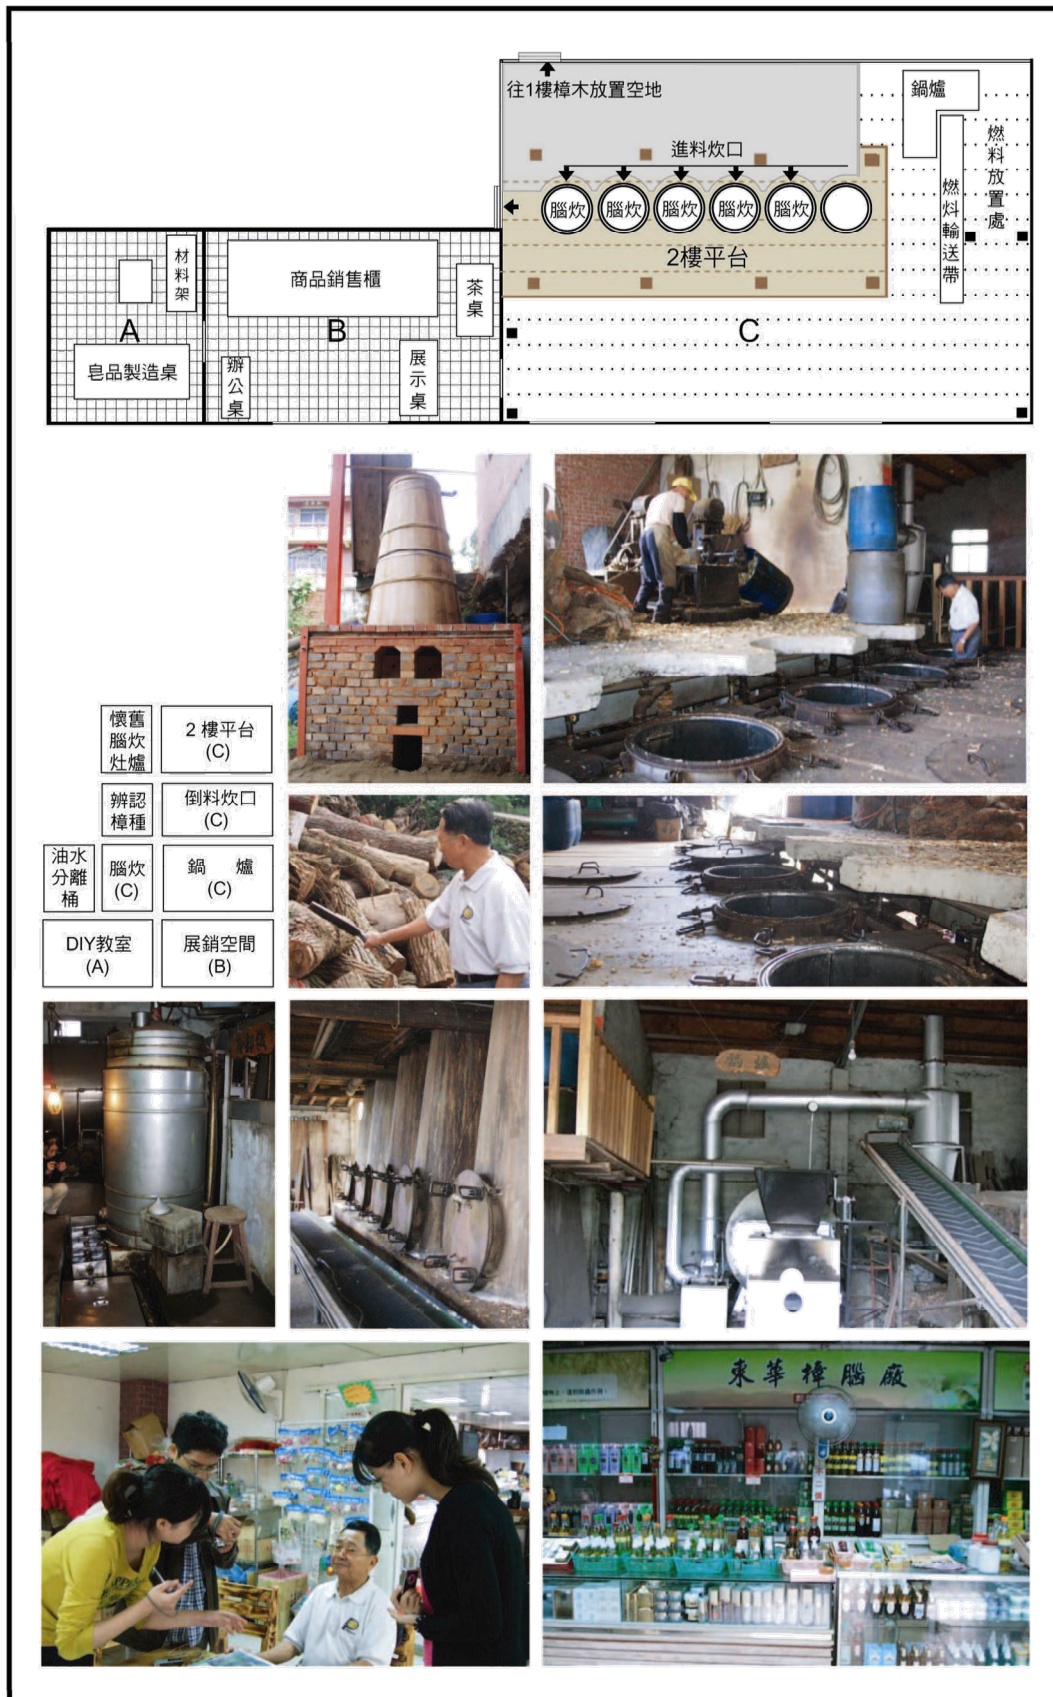 往1樓樟木放置空地
鍋爐
燃料放置處
進料炊口
燃料輸送帶
腦炊
腦炊
腦炊
腦炊
腦炊
2樓平台
材料架
商品銷售櫃
茶桌
A
B
C
皂品製造桌
辦公桌
展示桌
懷舊
腦炊
灶爐
2 樓平台
(C)
辨認
樟種
倒料炊口
(C)
油水
分離
桶
腦炊
(C)
鍋 爐
(C)
DIY教室
(A)
展銷空間
(B)
鍋爐
東華樟腦廠